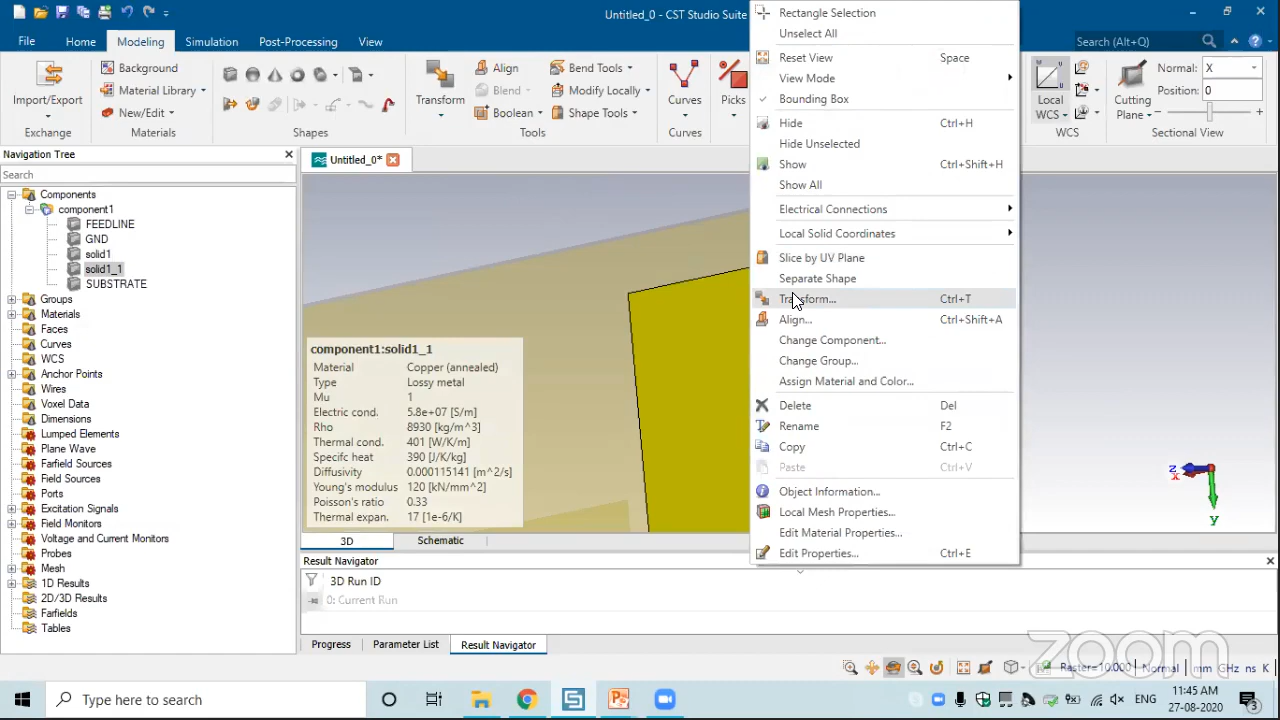 Untitled_0 - CST Studio Suite
File
Home
Modeling
Simulation
Post-Processing
View
Search (Alt+Q)
Import/Export
Exchange
Background
Material Library
New/Edit
Materials
Shapes
Transform
Align
Blend
Boolean
Bend Tools
Modify Locally
Shape Tools
Tools
Curves
Curves
Picks
Local
WCS
WCS
Cutting
Plane
Normal: X
Position: 0
Sectional View
Rectangle Selection
Unselect All
Reset View Space
View Mode
Bounding Box
Hide Ctrl+H
Hide Unselected
Show Ctrl+Shift+H
Show All
Electrical Connections
Local Solid Coordinates
Slice by UV Plane
Separate Shape
Transform... Ctrl+T
Align... Ctrl+Shift+A
Change Component...
Change Group...
Assign Material and Color...
Delete Del
Rename F2
Copy Ctrl+C
Paste Ctrl+V
Object Information...
Local Mesh Properties...
Edit Material Properties...
Edit Properties... Ctrl+E
Navigation Tree
Search
Components
component1
FEEDLINE
GND
solid1
solid1_1
SUBSTRATE
Groups
Materials
Faces
Curves
WCS
Anchor Points
Wires
Voxel Data
Dimensions
Lumped Elements
Plane Wave
Farfield Sources
Field Sources
Ports
Excitation Signals
Field Monitors
Voltage and Current Monitors
Probes
Mesh
1D Results
2D/3D Results
Farfields
Tables
Untitled_0*
component1:solid1_1
Material Copper (annealed)
Type Lossy metal
Mu 1
Electric cond. 5.8e+07 [S/m]
Rho 8930 [kg/m^3]
Thermal cond. 401 [W/K/m]
Specifc heat 390 [J/K/kg]
Diffusivity 0.000115141 [m^2/s]
Young's modulus 120 [kN/mm^2]
Poisson's ratio 0.33
Thermal expan. 17 [1e-6/K]
z
x
y
3D
Schematic
Result Navigator
3D Run ID
0: Current Run
Progress
Parameter List
Result Navigator
zoom
Raster=10.000 Normal mm GHz ns K
Type here to search
ENG
11:45 AM
27-08-2020
3